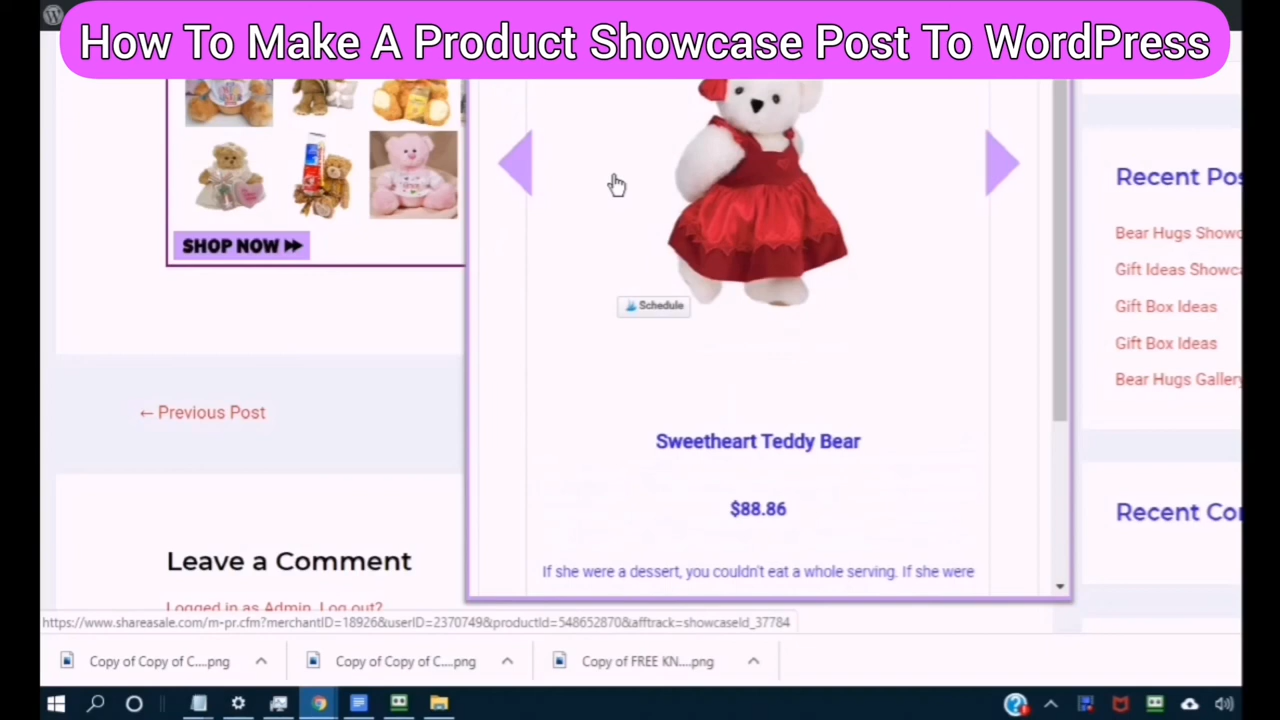 How To Make A Product Showcase Post To WordPress
SHOP NOW
Schedule
← Previous Post
Sweetheart Teddy Bear
$88.86
If she were a dessert, you couldn't eat a whole serving. If she were
Leave a Comment
Logged in as Admin. Log out?
Recent Pos
Bear Hugs Showc
Gift Ideas Showca
Gift Box Ideas
Gift Box Ideas
Bear Hugs Gallery
Recent Co
https://www.shareasale.com/m-pr.cfm?merchantID=18926&userID=2370749&productId=548652870&afftrack=showcaseId_37784
Copy of Copy of C....png
Copy of Copy of C....png
Copy of FREE KN....png